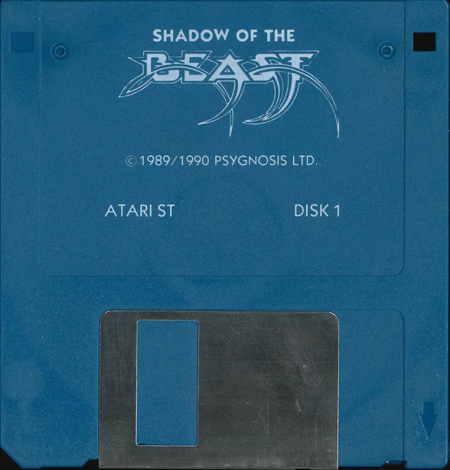 SHADOW OF THE
BEAST
© 1989/1990 PSYGNOSIS LTD.
ATARI ST DISK 1